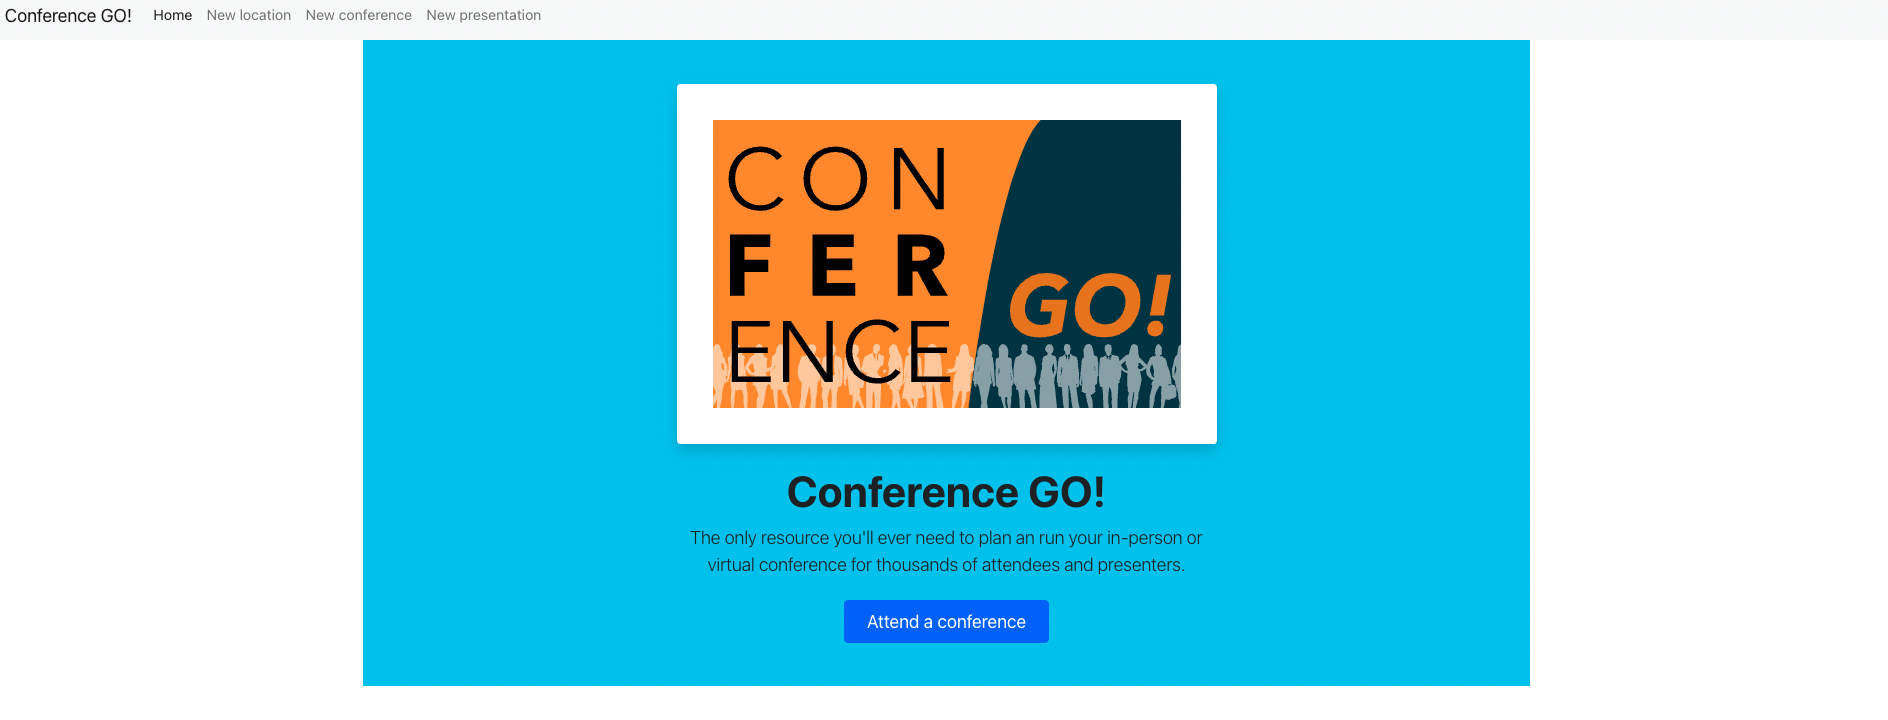 Conference GO! Home New location New conference New presentation
CON
FER
ENCE
GO!
Conference GO!
The only resource you'll ever need to plan an run your in-person or
virtual conference for thousands of attendees and presenters.
Attend a conference